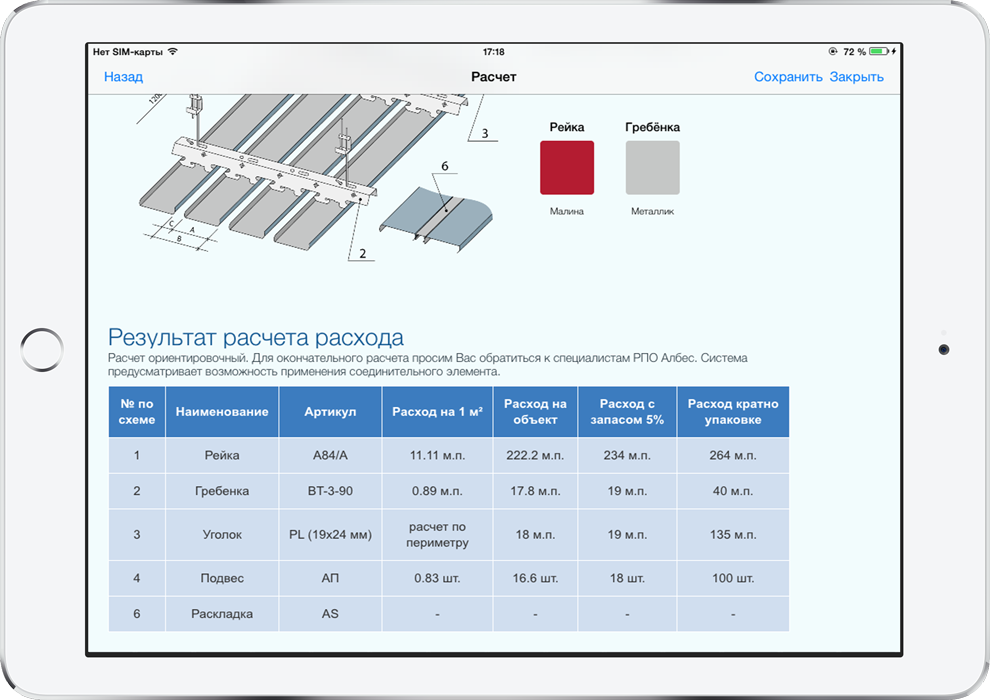 Нет SIM-карты 17:18 72 %
Назад Расчет Сохранить Закрыть
3
6
2
C
A
B
Рейка Гребёнка
Малина Металлик
Результат расчета расхода
Расчет ориентировочный. Для окончательного расчета просим Вас обратиться к специалистам РПО Албес. Система
предусматривает возможность применения соединительного элемента.
№ по схеме Наименование Артикул Расход на 1 м² Расход на объект Расход с запасом 5% Расход кратно упаковке
1 Рейка A84/A 11.11 м.п. 222.2 м.п. 234 м.п. 264 м.п.
2 Гребенка BT-3-90 0.89 м.п. 17.8 м.п. 19 м.п. 40 м.п.
3 Уголок PL (19x24 мм) расчет по периметру 18 м.п. 19 м.п. 135 м.п.
4 Подвес АП 0.83 шт. 16.6 шт. 18 шт. 100 шт.
6 Раскладка AS - - - -